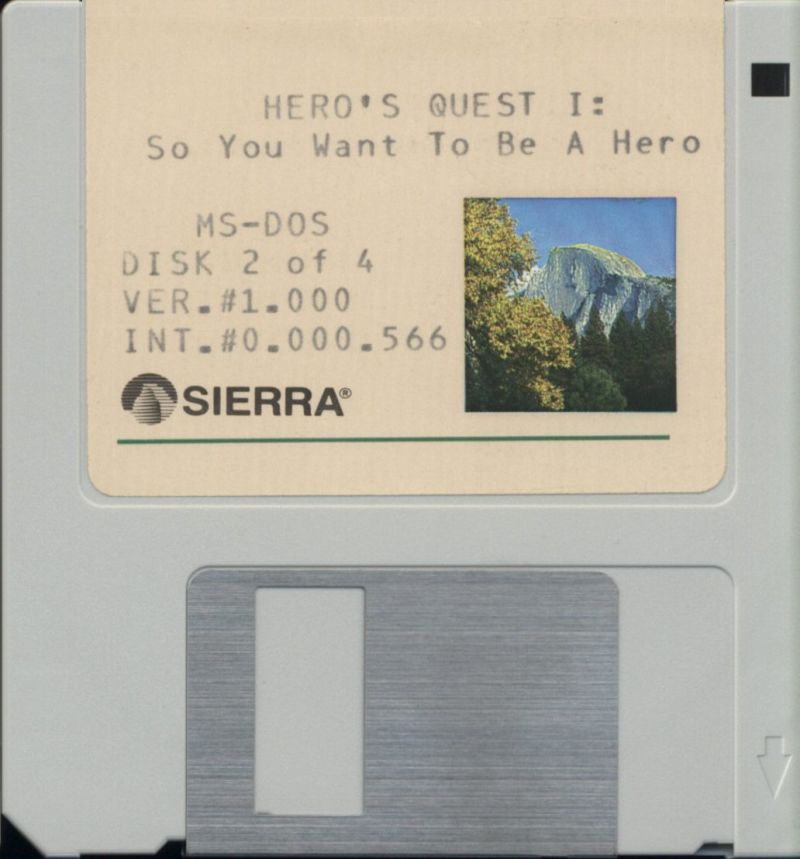 HERO'S QUEST I:
So You Want To Be A Hero
MS-DOS
DISK 2 of 4
VER.#1.000
INT.#0.000.566
SIERRA®